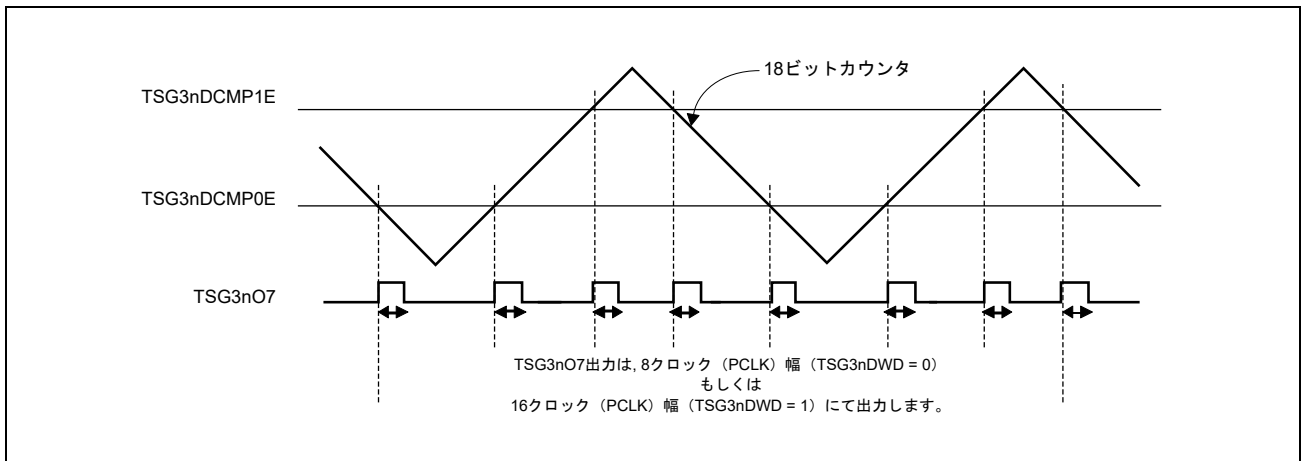 18ビットカウンタ
TSG3nDCMP1E
TSG3nDCMP0E
TSG3nO7
TSG3nO7出力は, 8クロック（PCLK）幅（TSG3nDWD = 0）
もしくは
16クロック（PCLK）幅（TSG3nDWD = 1）にて出力します。